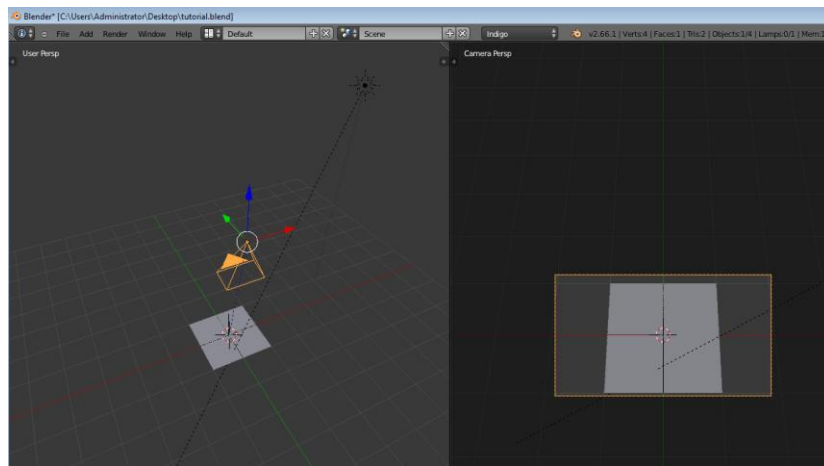 Blender* [C:\Users\Administrator\Desktop\tutorial.blend]
File Add Render Window Help Default Scene Indigo v2.66.1 | Verts:4 | Faces:1 | Tris:2 | Objects:1/4 | Lamps:0/1 | Mem:1
User Persp Camera Persp